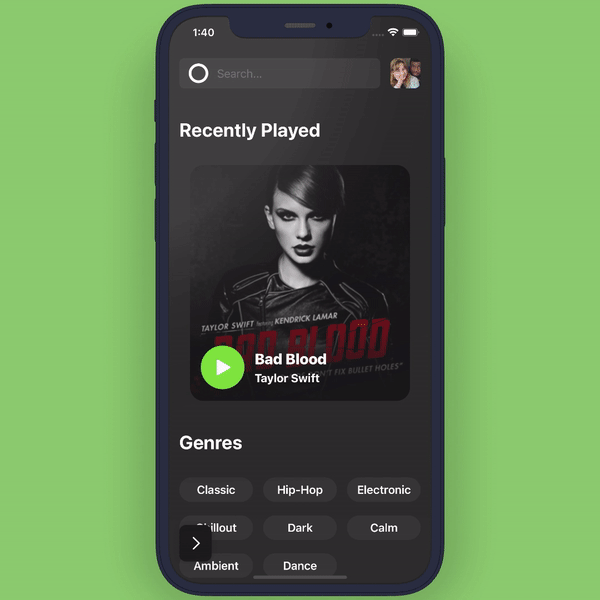 1:40
Search...
Recently Played
TAYLOR SWIFT featuring KENDRICK LAMAR
BAD BLOOD
Bad Blood
"DON'T FIX BULLET HOLES"
Taylor Swift
Genres
Classic Hip-Hop Electronic
Chillout Dark Calm
Ambient Dance